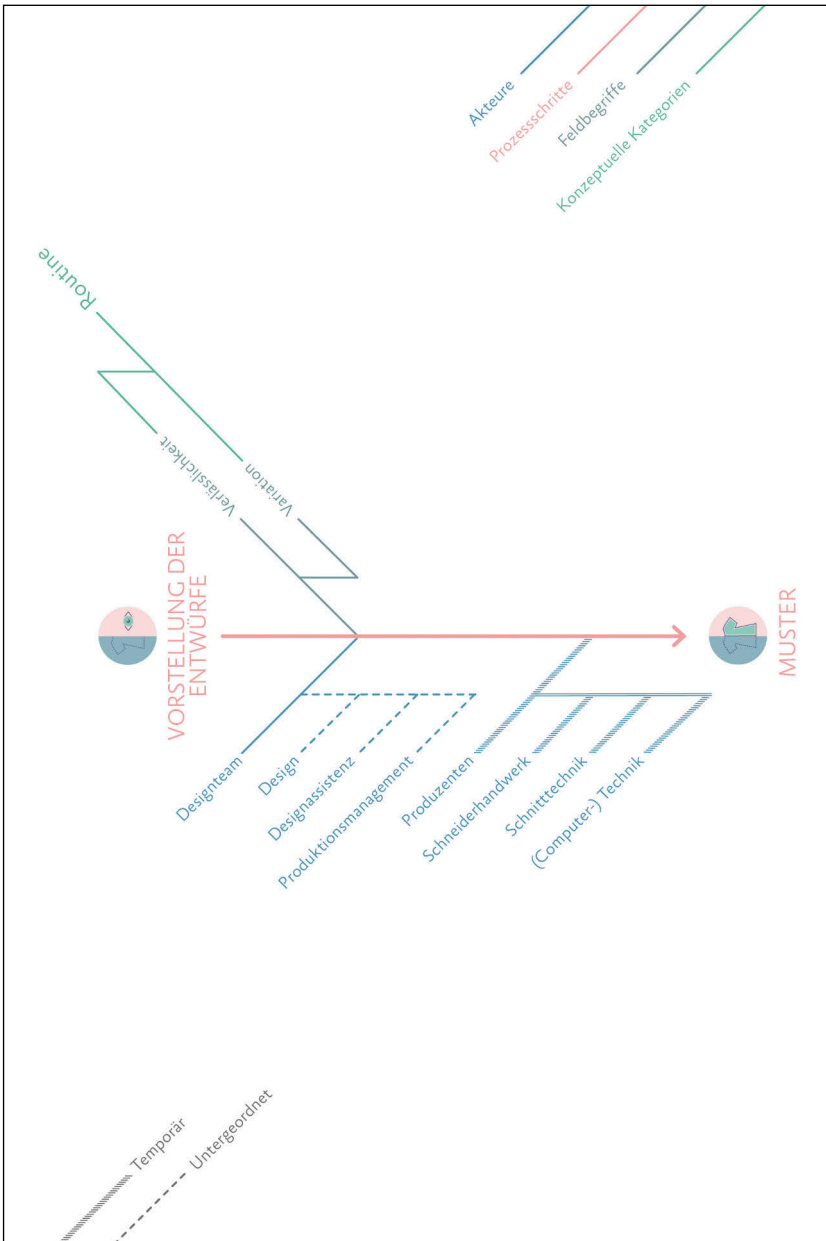 Akteure
Prozessschritte
Feldbegriffe
Konzeptuelle Kategorien
Routine
Verlässlichkeit
Variation
VORSTELLUNG DER
ENTWÜRFE
MUSTER
Designteam
Design
Designassistenz
Produktionsmanagement
Produzenten
Schneiderhandwerk
Schnitttechnik
(Computer-) Technik
Temporär
Untergeordnet